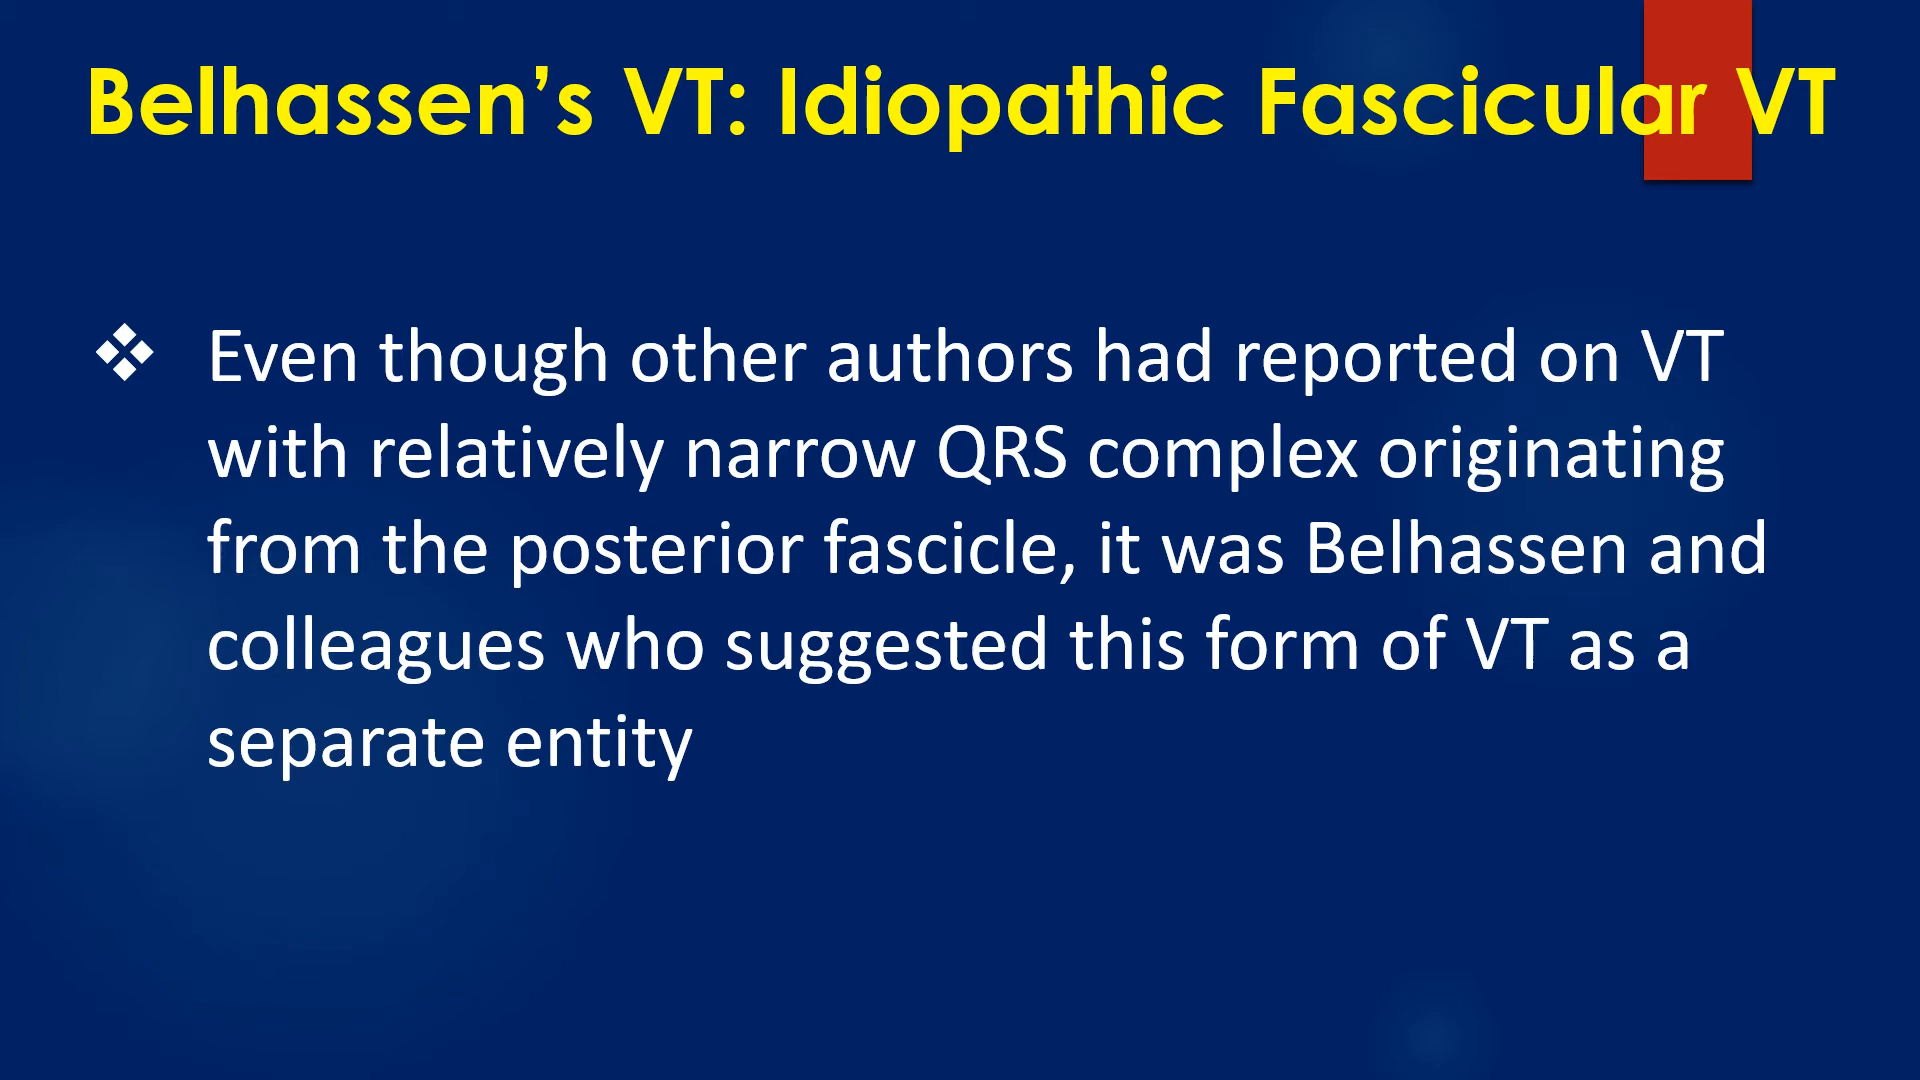 Belhassen’s VT: Idiopathic Fascicular VT
❖ Even though other authors had reported on VT
with relatively narrow QRS complex originating
from the posterior fascicle, it was Belhassen and
colleagues who suggested this form of VT as a
separate entity